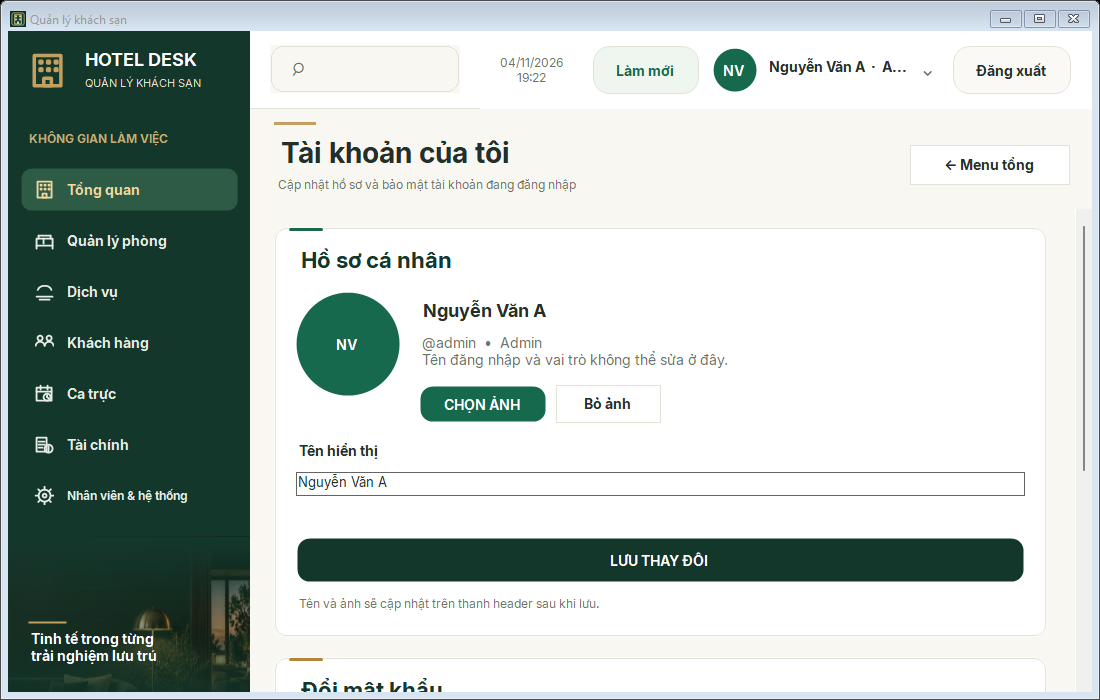 Quản lý khách sạn
HOTEL DESK
QUẢN LÝ KHÁCH SẠN
KHÔNG GIAN LÀM VIỆC
Tổng quan
Quản lý phòng
Dịch vụ
Khách hàng
Ca trực
Tài chính
Nhân viên & hệ thống
Tinh tế trong từng
trải nghiệm lưu trú
04/11/2026
19:22
Làm mới
NV
Nguyễn Văn A · A...
Đăng xuất
Tài khoản của tôi
Cập nhật hồ sơ và bảo mật tài khoản đang đăng nhập
← Menu tổng
Hồ sơ cá nhân
NV
Nguyễn Văn A
@admin • Admin
Tên đăng nhập và vai trò không thể sửa ở đây.
CHỌN ẢNH
Bỏ ảnh
Tên hiển thị
Nguyễn Văn A
LƯU THAY ĐỔI
Tên và ảnh sẽ cập nhật trên thanh header sau khi lưu.
Đổi mật khẩu